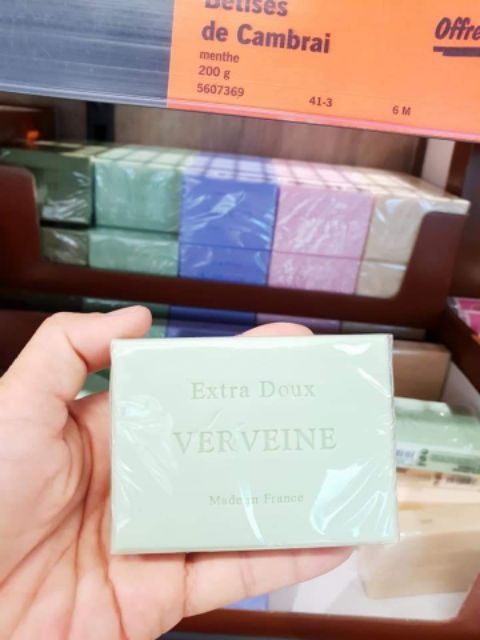 Bêtises
de Cambrai
Offre
menthe
200 g
5607369
41-3
6 M
Extra Doux
VERVEINE
Made in France